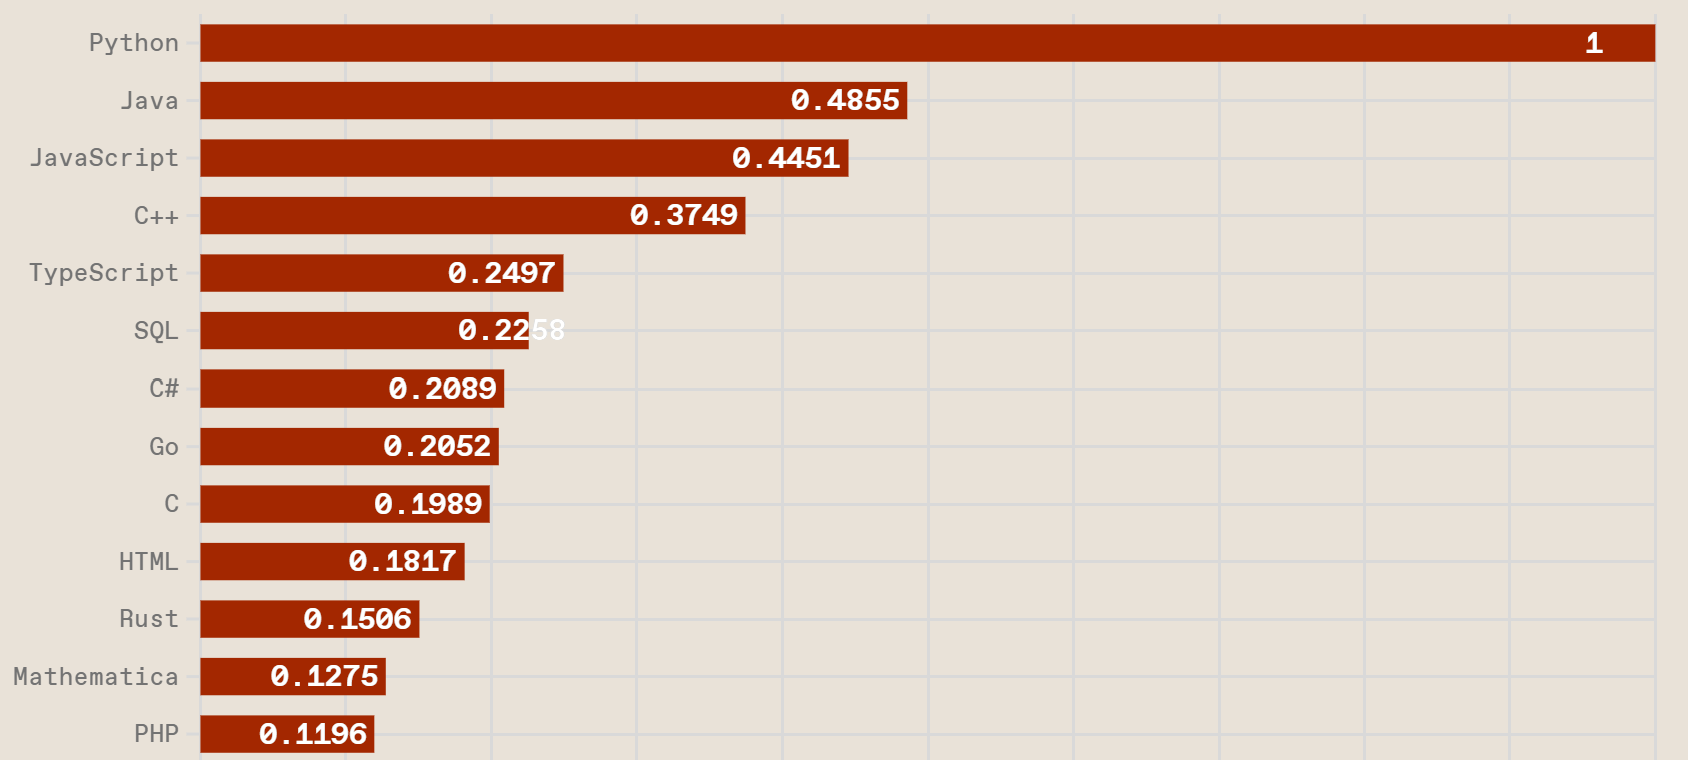 Python 1
Java 0.4855
JavaScript 0.4451
C++ 0.3749
TypeScript 0.2497
SQL 0.2258
C# 0.2089
Go 0.2052
C 0.1989
HTML 0.1817
Rust 0.1506
Mathematica 0.1275
PHP 0.1196